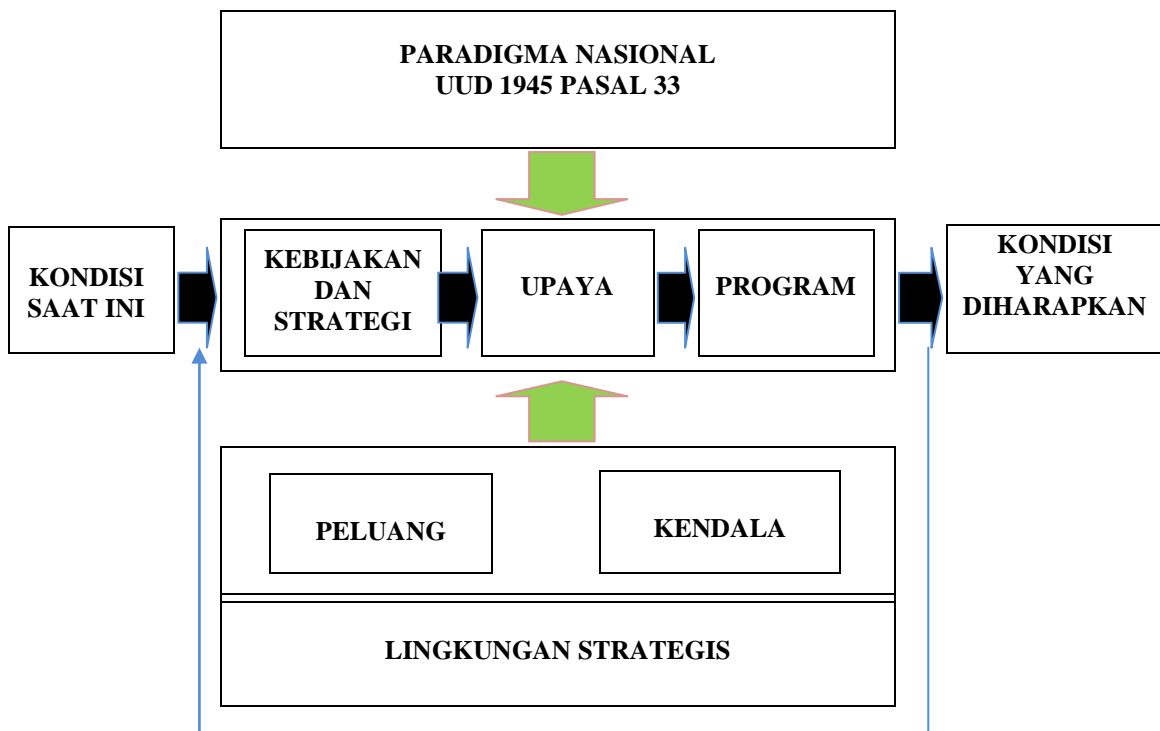 PARADIGMA NASIONAL
UUD 1945 PASAL 33
KONDISI
SAAT INI
KEBIJAKAN
DAN
STRATEGI
UPAYA
PROGRAM
KONDISI
YANG
DIHARAPKAN
PELUANG
KENDALA
LINGKUNGAN STRATEGIS